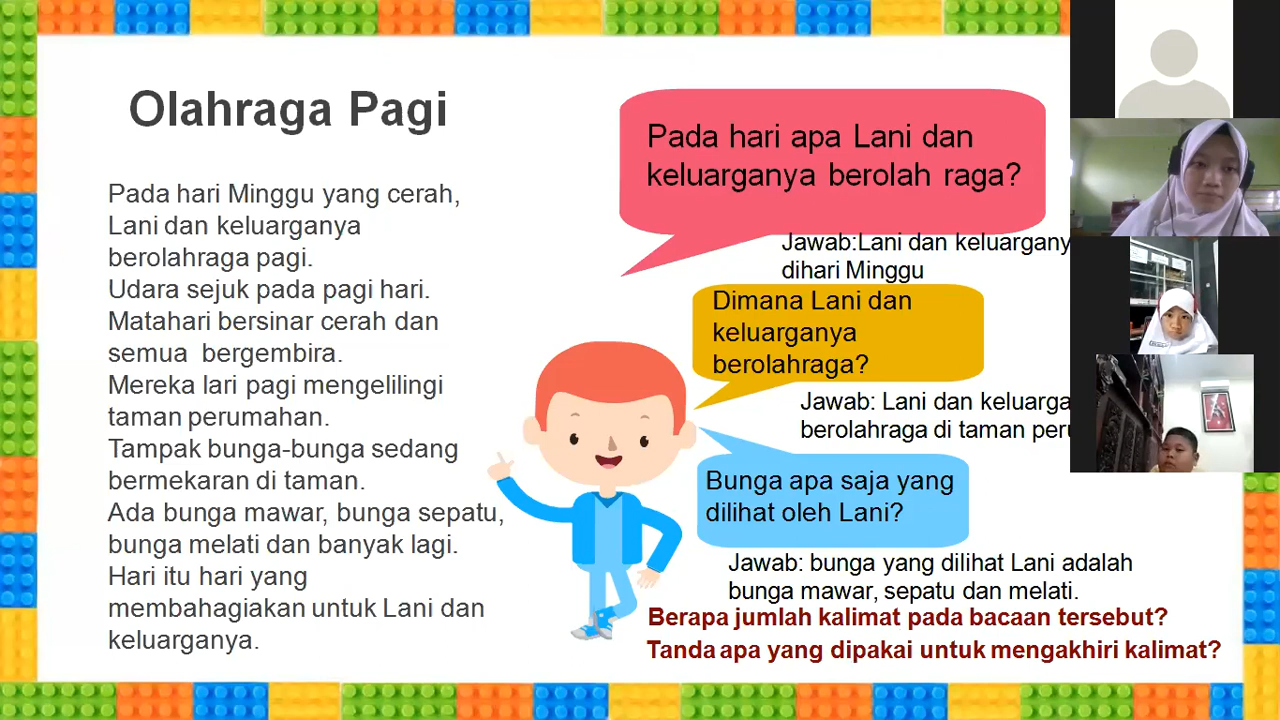 Olahraga Pagi
Pada hari Minggu yang cerah,
Lani dan keluarganya
berolahraga pagi.
Udara sejuk pada pagi hari.
Matahari bersinar cerah dan
semua bergembira.
Mereka lari pagi mengelilingi
taman perumahan.
Tampak bunga-bunga sedang
bermekaran di taman.
Ada bunga mawar, bunga sepatu,
bunga melati dan banyak lagi.
Hari itu hari yang
membahagiakan untuk Lani dan
keluarganya.
Pada hari apa Lani dan
keluarganya berolah raga?
Jawab:Lani dan keluargany
dihari Minggu
Dimana Lani dan
keluarganya
berolahraga?
Jawab: Lani dan keluarga
berolahraga di taman peru
Bunga apa saja yang
dilihat oleh Lani?
Jawab: bunga yang dilihat Lani adalah
bunga mawar, sepatu dan melati.
Berapa jumlah kalimat pada bacaan tersebut?
Tanda apa yang dipakai untuk mengakhiri kalimat?